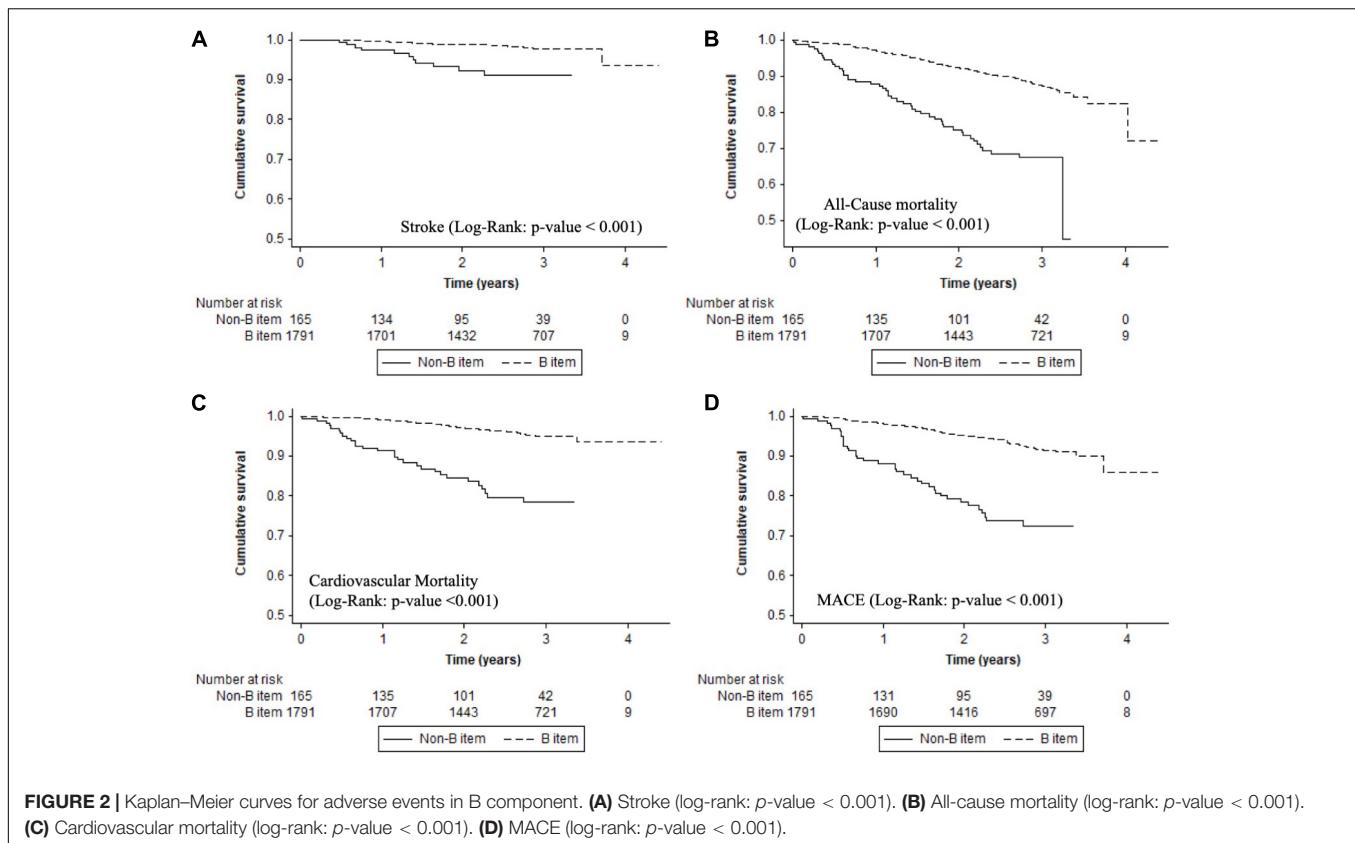 A
Cumulative survival
1.0
0.9
0.8
0.7
0.6
0.5
Stroke (Log-Rank: p-value < 0.001)
0 1 2 3 4
Time (years)
Number at risk
Non-B item 165 134 95 39 0
B item 1791 1701 1432 707 9
Non-B item B item
B
Cumulative survival
1.0
0.9
0.8
0.7
0.6
0.5
All-Cause mortality
(Log-Rank: p-value < 0.001)
0 1 2 3 4
Time (years)
Number at risk
Non-B item 165 135 101 42 0
B item 1791 1707 1443 721 9
Non-B item B item
C
Cumulative survival
1.0
0.9
0.8
0.7
0.6
0.5
Cardiovascular Mortality
(Log-Rank: p-value <0.001)
0 1 2 3 4
Time (years)
Number at risk
Non-B item 165 135 101 42 0
B item 1791 1707 1443 721 9
Non-B item B item
D
Cumulative survival
1.0
0.9
0.8
0.7
0.6
0.5
MACE (Log-Rank: p-value < 0.001)
0 1 2 3 4
Time (years)
Number at risk
Non-B item 165 131 95 39 0
B item 1791 1690 1416 697 8
Non-B item B item
FIGURE 2 | Kaplan–Meier curves for adverse events in B component. (A) Stroke (log-rank: p-value < 0.001). (B) All-cause mortality (log-rank: p-value < 0.001).
(C) Cardiovascular mortality (log-rank: p-value < 0.001). (D) MACE (log-rank: p-value < 0.001).